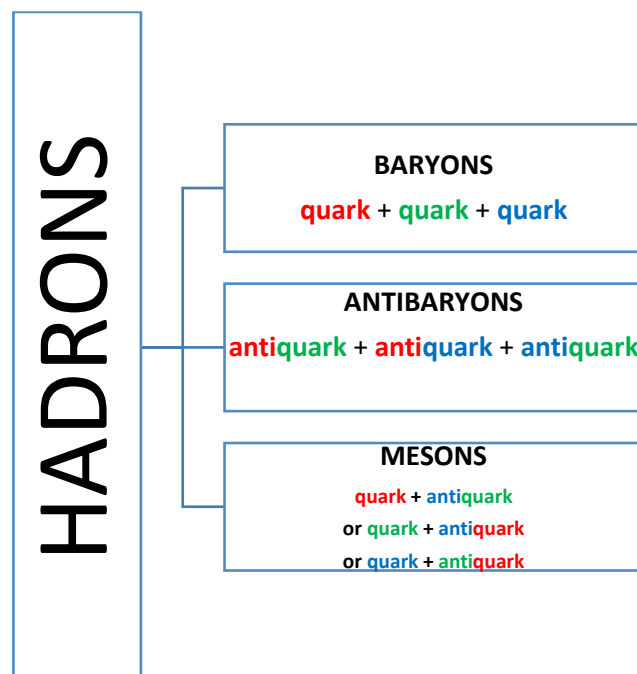 HADRONS
BARYONS
quark + quark + quark
ANTIBARYONS
antiquark + antiquark + antiquark
MESONS
quark + antiquark
or quark + antiquark
or quark + antiquark